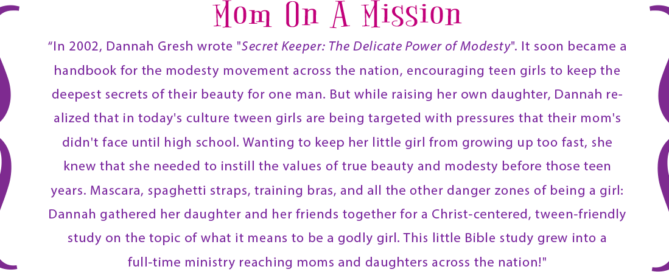 Mom On A Mission
“In 2002, Dannah Gresh wrote "Secret Keeper: The Delicate Power of Modesty". It soon became a
handbook for the modesty movement across the nation, encouraging teen girls to keep the
deepest secrets of their beauty for one man. But while raising her own daughter, Dannah re-
alized that in today's culture tween girls are being targeted with pressures that their mom's
didn't face until high school. Wanting to keep her little girl from growing up too fast, she
knew that she needed to instill the values of true beauty and modesty before those teen
years. Mascara, spaghetti straps, training bras, and all the other danger zones of being a girl:
Dannah gathered her daughter and her friends together for a Christ-centered, tween-friendly
study on the topic of what it means to be a godly girl. This little Bible study grew into a
full-time ministry reaching moms and daughters across the nation!"